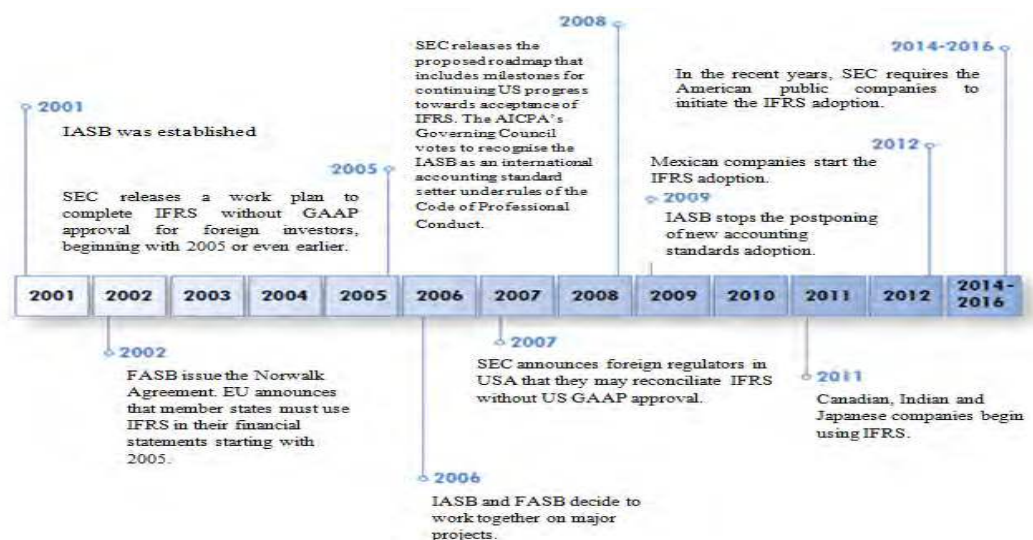 2001
IASB was established
2005
SEC releases a work plan
to complete IFRS without GAAP
approval for foreign investors,
beginning with 2005 or even earlier.
2008
SEC releases the
proposed roadmap that
includes milestones for
continuing US progress
towards acceptance of
IFRS. The AICPA's
Governing Council
votes to recognise the
IASB as an international
accounting standard
setter under rules of the
Code of Professional
Conduct.
2014-2016
In the recent years, SEC requires the
American public companies to
initiate the IFRS adoption.
2012
Mexican companies start the
IFRS adoption.
2009
IASB stops the postponing
of new accounting
standards adoption.
2001 2002 2003 2004 2005 2006 2007 2008 2009 2010 2011 2012 2014-
2016
2002
FASB issue the Norwalk
Agreement. EU announces
that member states must use
IFRS in their financial
statements starting with
2005.
2006
IASB and FASB decide to
work together on major
projects.
2007
SEC announces foreign regulators in
USA that they may reconciliate IFRS
without US GAAP approval.
2011
Canadian, Indian and
Japanese companies begin
using IFRS.